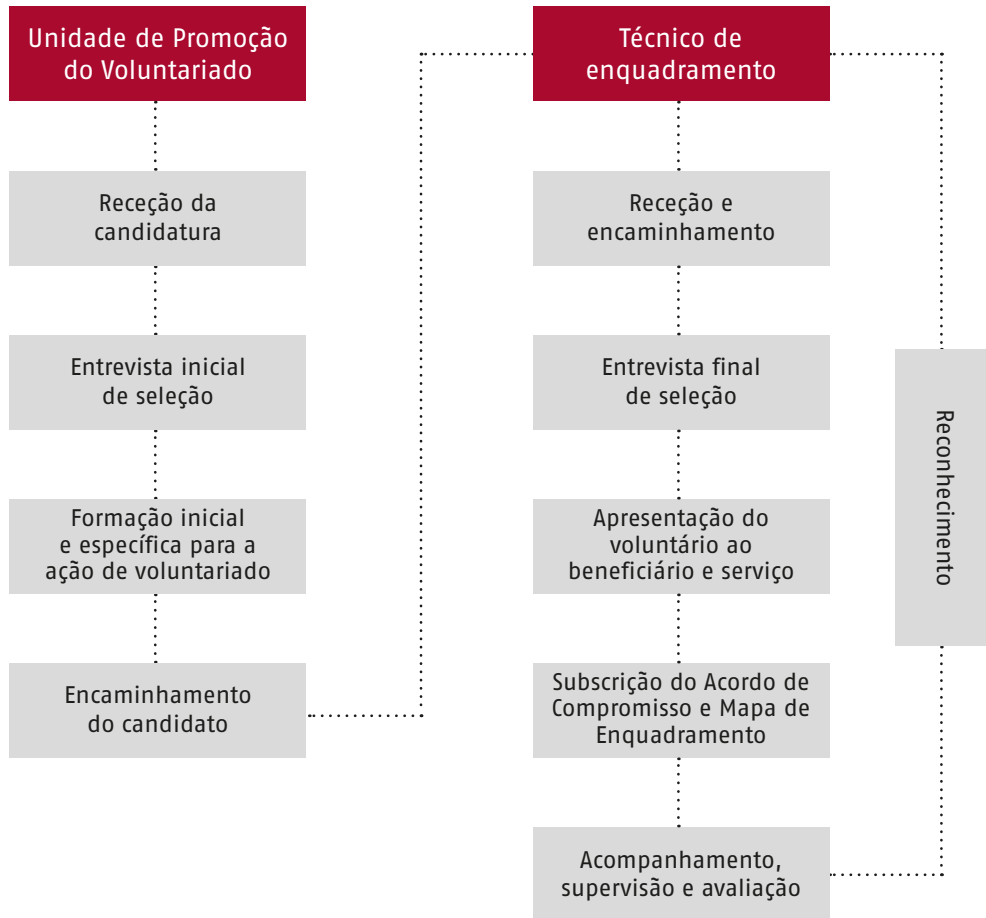 Unidade de Promoção
do Voluntariado
Receção da
candidatura
Entrevista inicial
de seleção
Formação inicial
e específica para a
ação de voluntariado
Encaminhamento
do candidato
Técnico de
enquadramento
Receção e
encaminhamento
Entrevista final
de seleção
Apresentação do
voluntário ao
beneficiário e serviço
Subscrição do Acordo de
Compromisso e Mapa de
Enquadramento
Acompanhamento,
supervisão e avaliação
Reconhecimento